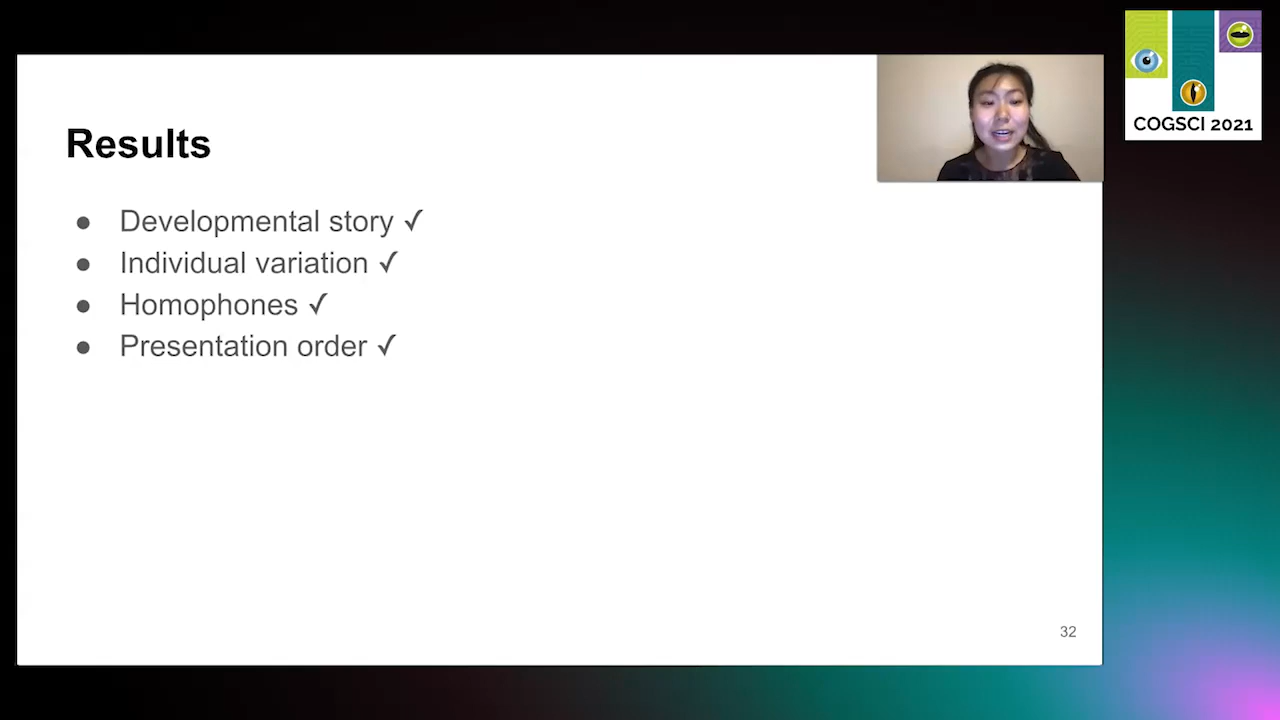 COGSCI 2021
Results
● Developmental story ✓
● Individual variation ✓
● Homophones ✓
● Presentation order ✓
32